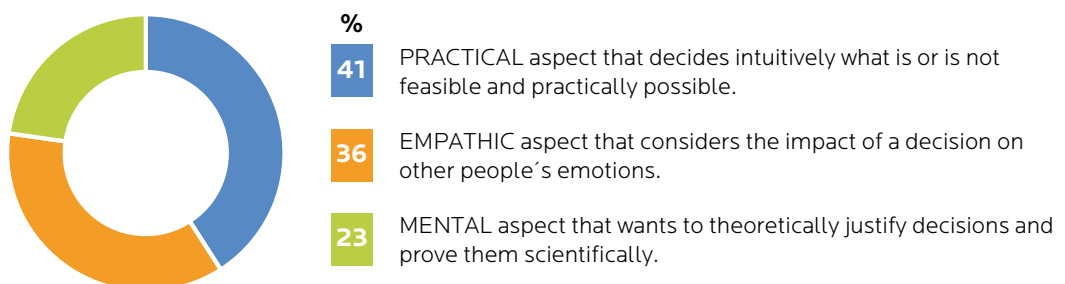 %
41
PRACTICAL aspect that decides intuitively what is or is not
feasible and practically possible.
36
EMPATHIC aspect that considers the impact of a decision on
other people´s emotions.
23
MENTAL aspect that wants to theoretically justify decisions and
prove them scientifically.